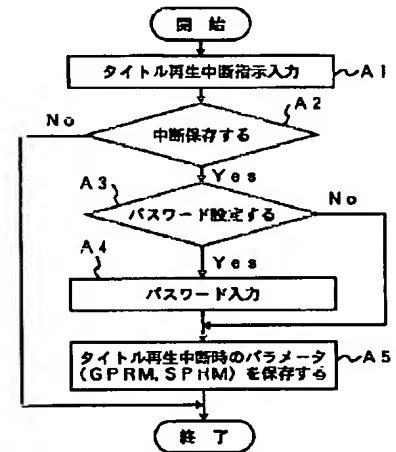 開始
タイトル再生中断指示入力
A1
A2
No
中断保存する
Yes
A3
No
パスワード設定する
A4
Yes
パスワード入力
タイトル再生中断時のパラメータ
(GPRM, SPRM) を保存する
A5
終了